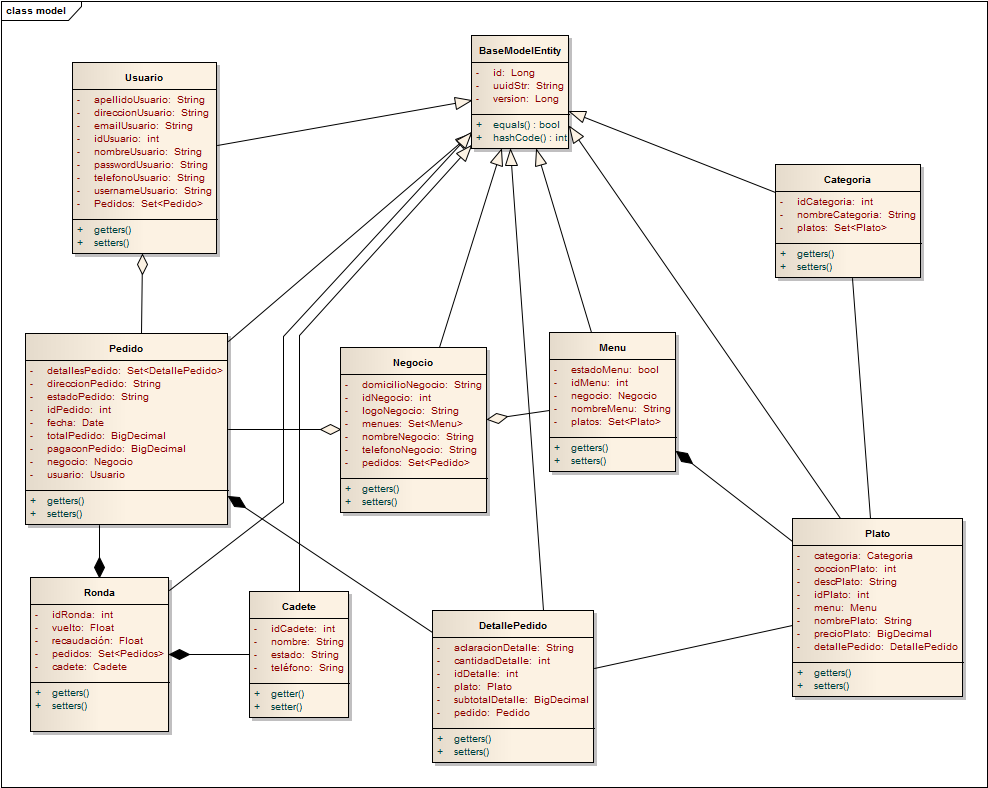 class model
BaseModelEntity
- id: Long
- uuidStr: String
- version: Long
+ equals() : bool
+ hashCode() : int
Usuario
- apellidoUsuario: String
- direccionUsuario: String
- emailUsuario: String
- idUsuario: int
- nombreUsuario: String
- passwordUsuario: String
- telefonoUsuario: String
- usernameUsuario: String
- Pedidos: Set<Pedido>
+ getters()
+ setters()
Categoria
- idCategoria: int
- nombreCategoria: String
- platos: Set<Plato>
+ getters()
+ setters()
Pedido
- detallesPedido: Set<DetallePedido>
- direccionPedido: String
- estadoPedido: String
- idPedido: int
- fecha: Date
- totalPedido: BigDecimal
- pagaconPedido: BigDecimal
- negocio: Negocio
- usuario: Usuario
+ getters()
+ setters()
Negocio
- domicilioNegocio: String
- idNegocio: int
- logoNegocio: String
- menues: Set<Menu>
- nombreNegocio: String
- telefonoNegocio: String
- pedidos: Set<Pedido>
+ getters()
+ setters()
Menu
- estadoMenu: bool
- idMenu: int
- negocio: Negocio
- nombreMenu: String
- platos: Set<Plato>
+ getters()
+ setters()
Plato
- categoria: Categoria
- coccionPlato: int
- descPlato: String
- idPlato: int
- menu: Menu
- nombrePlato: String
- precioPlato: BigDecimal
- detallePedido: DetallePedido
+ getters()
+ setters()
Ronda
- idRonda: int
- vuelto: Float
- recaudación: Float
- pedidos: Set<Pedidos>
- cadete: Cadete
+ getters()
+ setters()
Cadete
- idCadete: int
- nombre: String
- estado: String
- teléfono: Sring
+ getter()
+ setter()
DetallePedido
- aclaracionDetalle: String
- cantidadDetalle: int
- idDetalle: int
- plato: Plato
- subtotalDetalle: BigDecimal
- pedido: Pedido
+ getters()
+ setters()